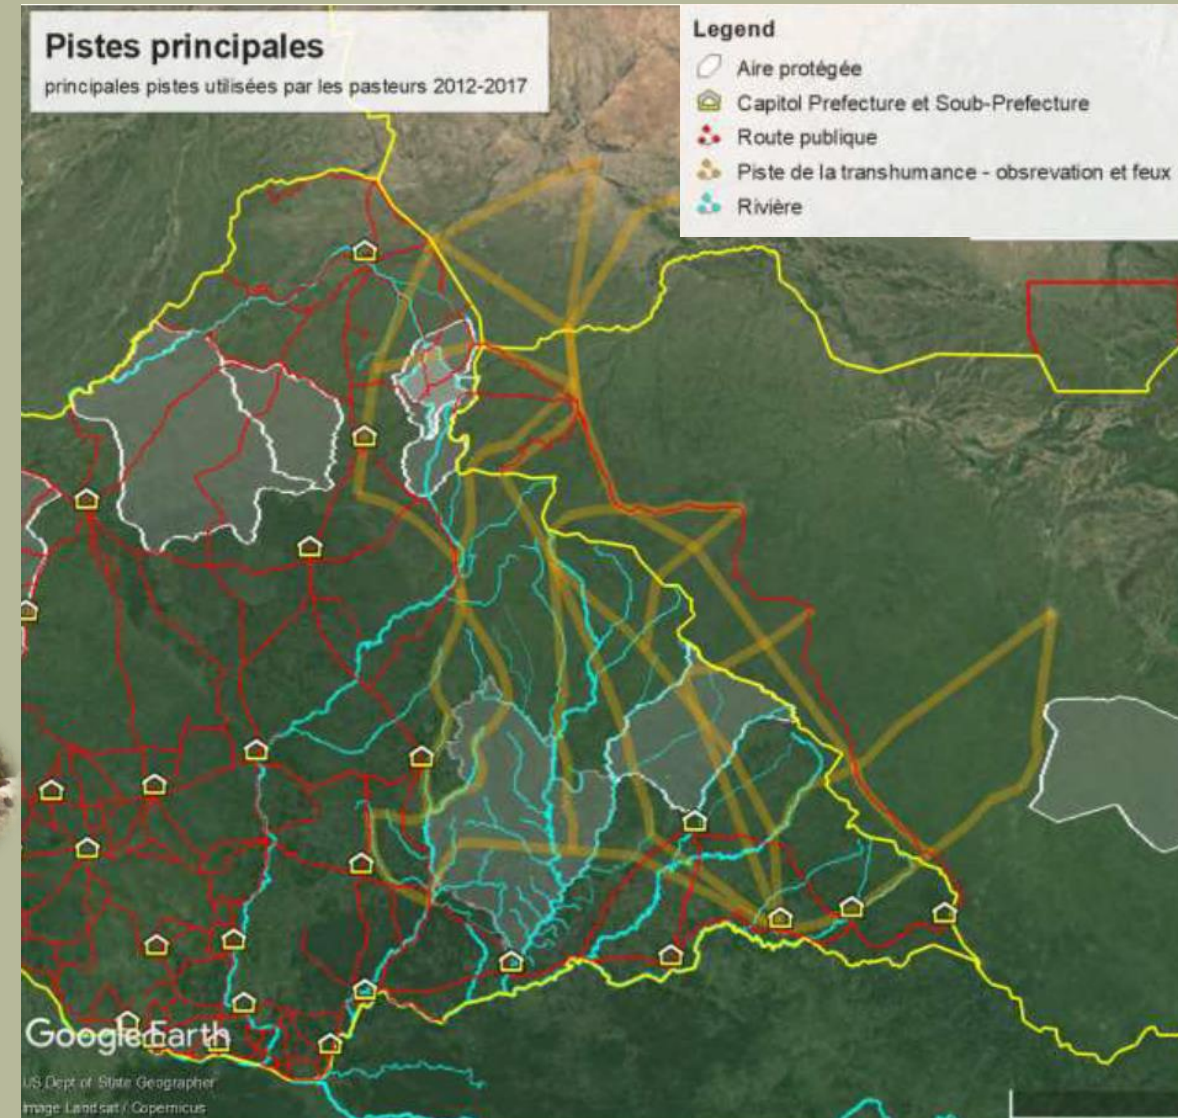 Pistes principales
principales pistes utilisées par les pasteurs 2012-2017
Legend
Aire protégée
Capitol Prefecture et Soub-Prefecture
Route publique
Piste de la transhumance - obsrevation et feux
Rivière
Google Earth
US Dept of State Geographer
Image Landsat / Copernicus